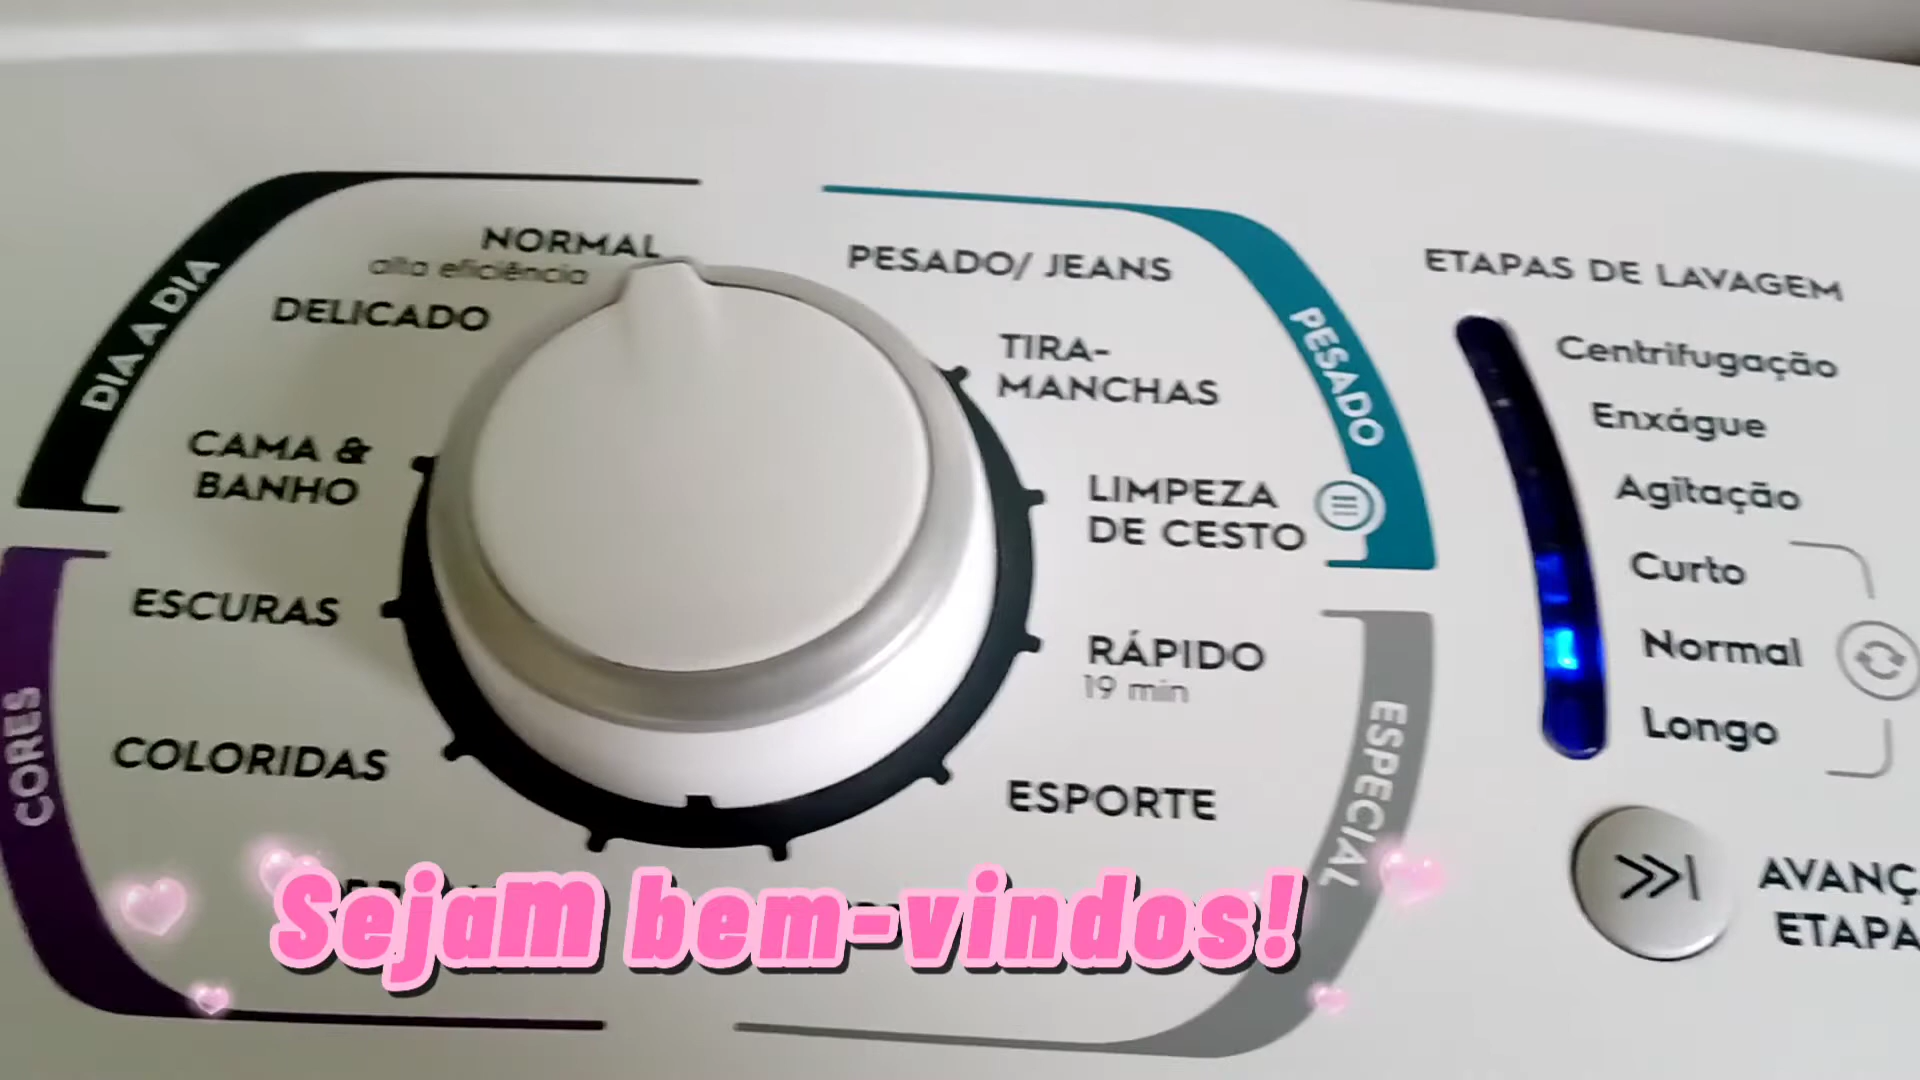 NORMAL
alta eficiência
DELICADO
DIA A DIA
CAMA &
BANHO
ESCURAS
COLORIDAS
CORES
PESADO/ JEANS
TIRA-
MANCHAS
PESADO
LIMPEZA
DE CESTO
RÁPIDO
19 min
ESPORTE
ESPECIAL
ETAPAS DE LAVAGEM
Centrifugação
Enxágue
Agitação
Curto
Normal
Longo
AVANÇ
ETAPA
Sejam bem-vindos!